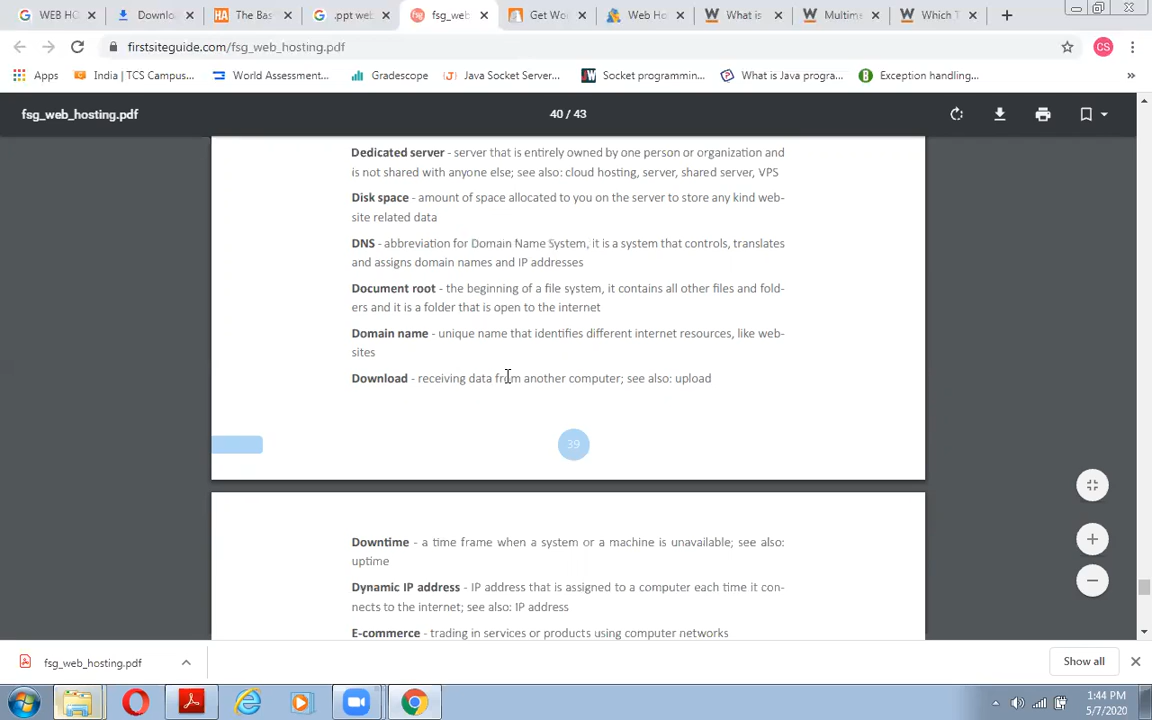 WEB HO
Downlo
The Bas
.ppt web
fsg_web
Get Wo
Web Ho
What is
Multim
Which T
firstsiteguide.com/fsg_web_hosting.pdf
CS
Apps
India | TCS Campus...
World Assessment...
Gradescope
Java Socket Server...
Socket programmin...
What is Java progra...
Exception handling...
»
fsg_web_hosting.pdf
40 / 43
Dedicated server - server that is entirely owned by one person or organization and
is not shared with anyone else; see also: cloud hosting, server, shared server, VPS
Disk space - amount of space allocated to you on the server to store any kind web-
site related data
DNS - abbreviation for Domain Name System, it is a system that controls, translates
and assigns domain names and IP addresses
Document root - the beginning of a file system, it contains all other files and fold-
ers and it is a folder that is open to the internet
Domain name - unique name that identifies different internet resources, like web-
sites
Download - receiving data from another computer; see also: upload
39
Downtime - a time frame when a system or a machine is unavailable; see also:
uptime
Dynamic IP address - IP address that is assigned to a computer each time it con-
nects to the internet; see also: IP address
E-commerce - trading in services or products using computer networks
fsg_web_hosting.pdf
Show all
1:44 PM
5/7/2020